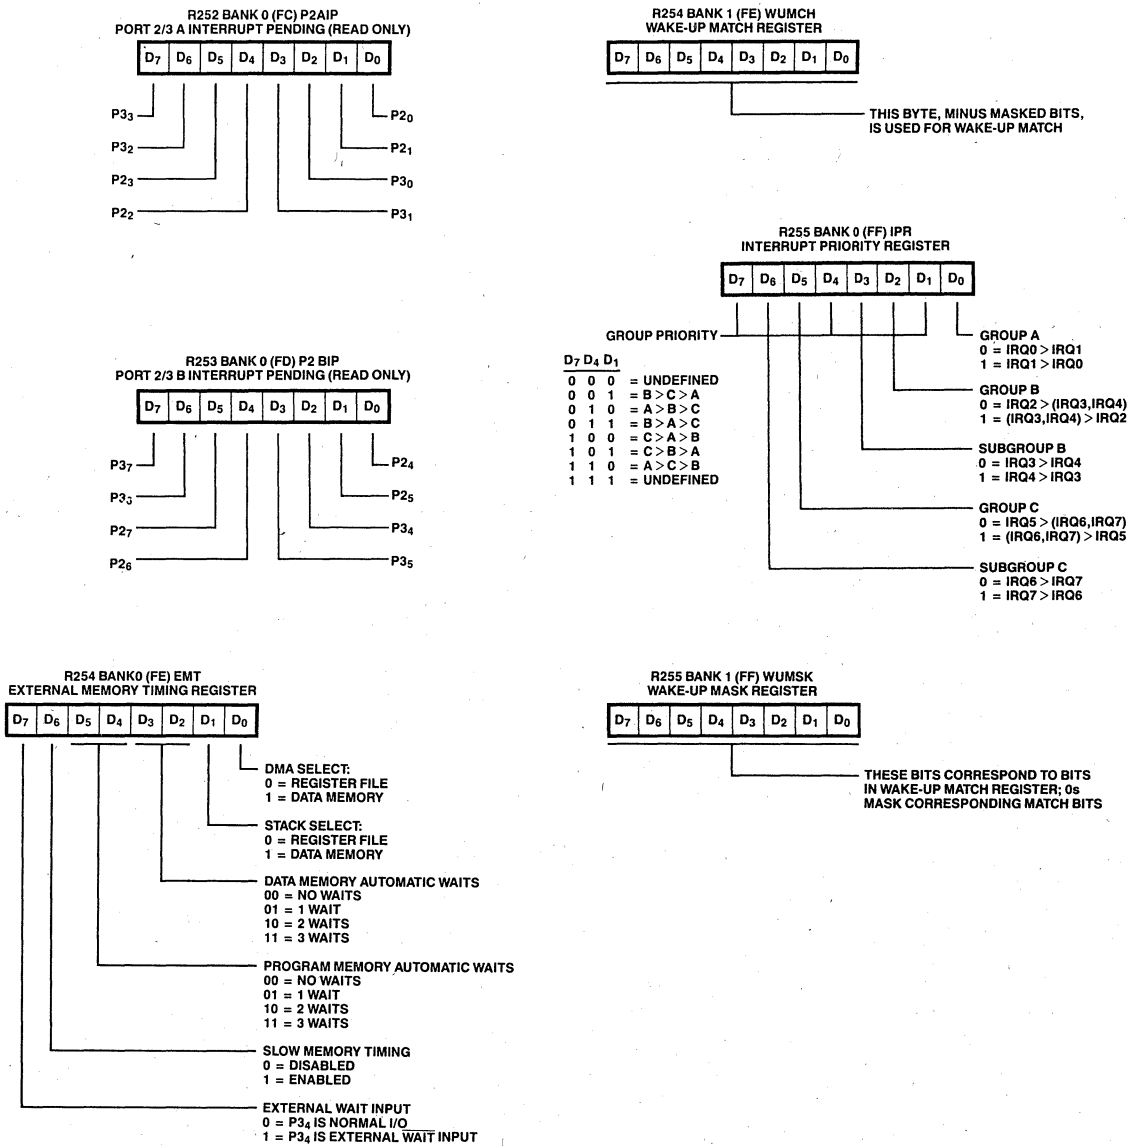 R252 BANK 0 (FC) P2AIP
PORT 2/3 A INTERRUPT PENDING (READ ONLY)
D7 D6 D5 D4 D3 D2 D1 D0
P33
P32
P23
P22
P20
P21
P30
P31
R253 BANK 0 (FD) P2 BIP
PORT 2/3 B INTERRUPT PENDING (READ ONLY)
D7 D6 D5 D4 D3 D2 D1 D0
P37
P27
P26
P24
P25
P34
P35
R254 BANK0 (FE) EMT
EXTERNAL MEMORY TIMING REGISTER
D7 D6 D5 D4 D3 D2 D1 D0
DMA SELECT:
0 = REGISTER FILE
1 = DATA MEMORY
STACK SELECT:
0 = REGISTER FILE
1 = DATA MEMORY
DATA MEMORY AUTOMATIC WAITS
00 = NO WAITS
01 = 1 WAIT
10 = 2 WAITS
11 = 3 WAITS
PROGRAM MEMORY AUTOMATIC WAITS
00 = NO WAITS
01 = 1 WAIT
10 = 2 WAITS
11 = 3 WAITS
SLOW MEMORY TIMING
0 = DISABLED
1 = ENABLED
EXTERNAL WAIT INPUT
0 = P34 IS NORMAL I/O
1 = P34 IS EXTERNAL WAIT INPUT
R254 BANK 1 (FE) WUMCH
WAKE-UP MATCH REGISTER
D7 D6 D5 D4 D3 D2 D1 D0
THIS BYTE, MINUS MASKED BITS,
IS USED FOR WAKE-UP MATCH
R255 BANK 0 (FF) IPR
INTERRUPT PRIORITY REGISTER
D7 D6 D5 D4 D3 D2 D1 D0
GROUP PRIORITY
D7 D4 D1
0 0 0 = UNDEFINED
0 0 1 = B > C > A
0 1 0 = A > B > C
0 1 1 = B > A > C
1 0 0 = C > A > B
1 0 1 = C > B > A
1 1 0 = A > C > B
1 1 1 = UNDEFINED
GROUP A
0 = IRQ0 > IRQ1
1 = IRQ1 > IRQ0
GROUP B
0 = IRQ2 > (IRQ3,IRQ4)
1 = (IRQ3,IRQ4) > IRQ2
SUBGROUP B
0 = IRQ3 > IRQ4
1 = IRQ4 > IRQ3
GROUP C
0 = IRQ5 > (IRQ6,IRQ7)
1 = (IRQ6,IRQ7) > IRQ5
SUBGROUP C
0 = IRQ6 > IRQ7
1 = IRQ7 > IRQ6
R255 BANK 1 (FF) WUMSK
WAKE-UP MASK REGISTER
D7 D6 D5 D4 D3 D2 D1 D0
THESE BITS CORRESPOND TO BITS
IN WAKE-UP MATCH REGISTER; 0s
MASK CORRESPONDING MATCH BITS